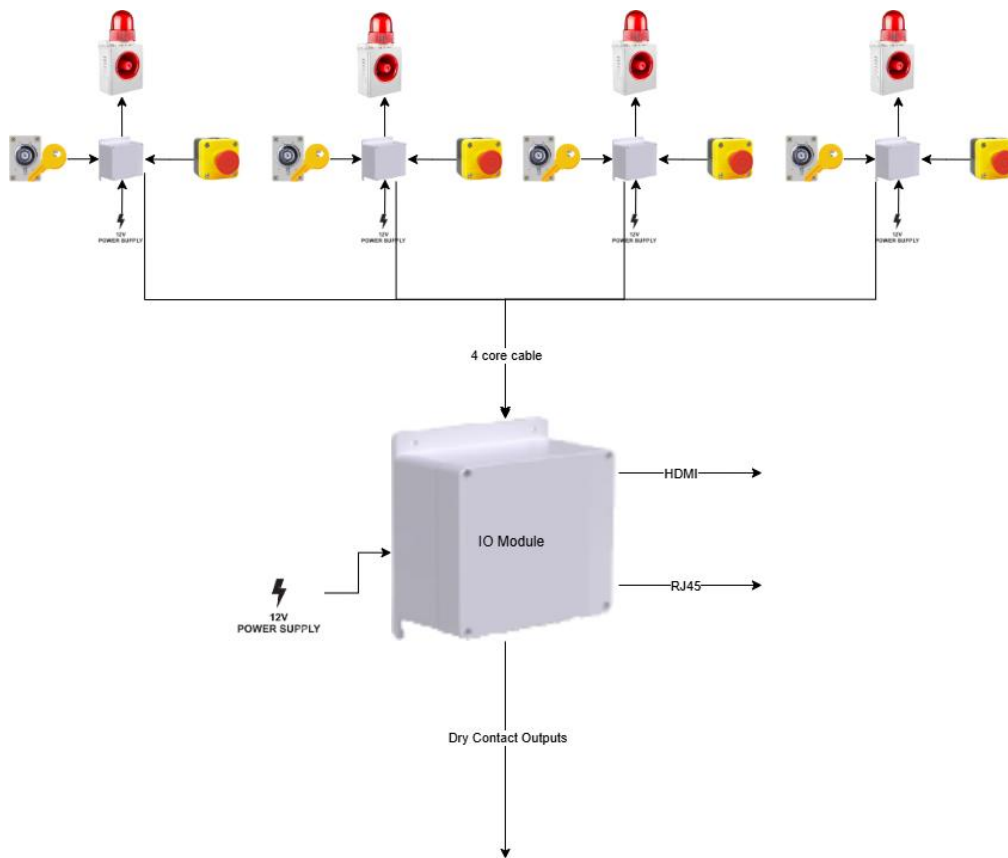 12V
POWER SUPPLY
12V
POWER SUPPLY
12V
POWER SUPPLY
12V
POWER SUPPLY
4 core cable
HDMI
IO Module
RJ45
12V
POWER SUPPLY
Dry Contact Outputs